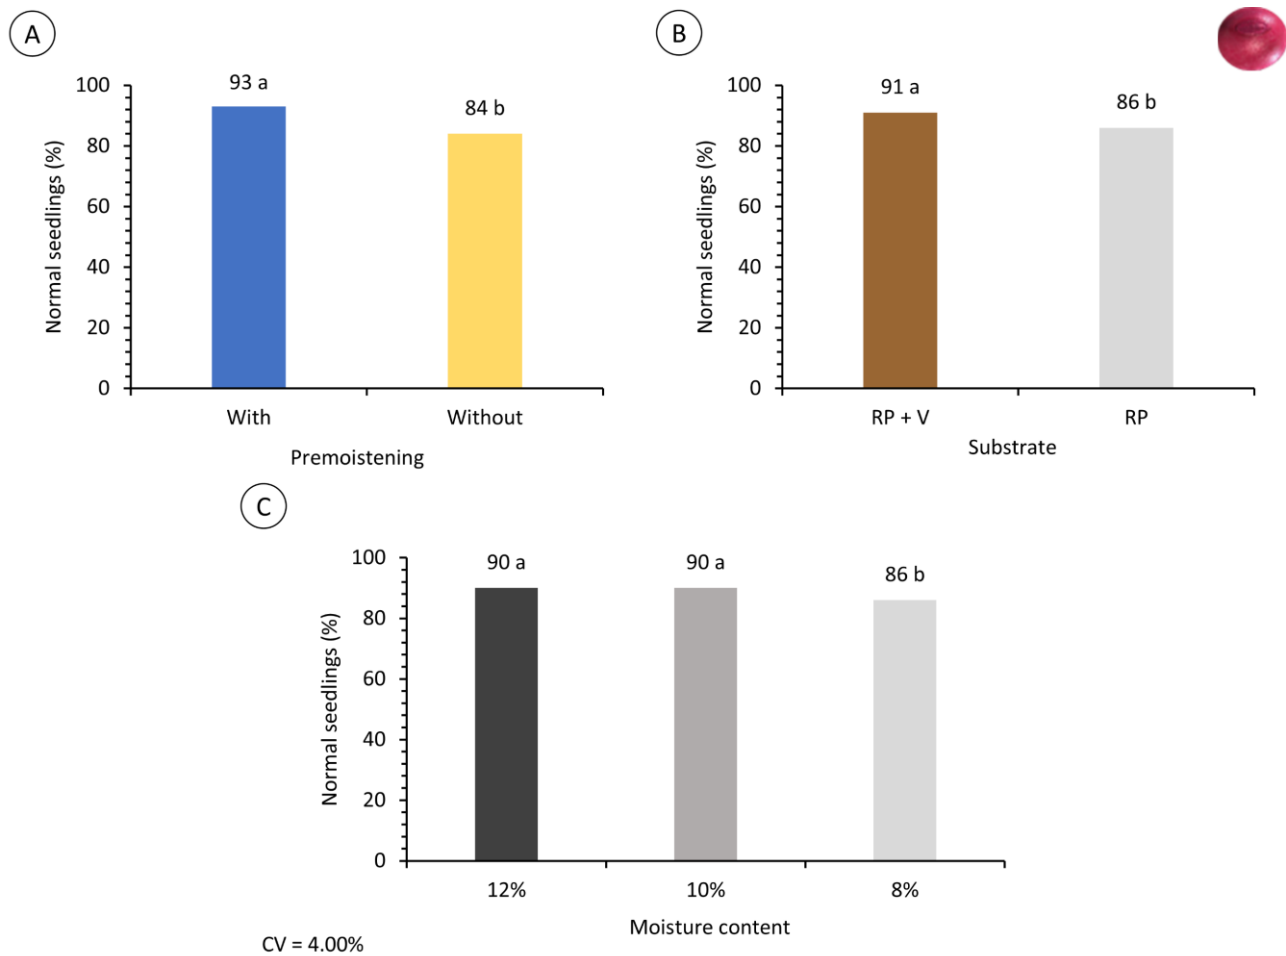 A
100
80
60
40
20
0
Normal seedlings (%)
93 a
84 b
With
Without
Premoistening
B
100
80
60
40
20
0
Normal seedlings (%)
91 a
86 b
RP + V
RP
Substrate
C
100
80
60
40
20
0
Normal seedlings (%)
90 a
90 a
86 b
12%
10%
8%
Moisture content
CV = 4.00%